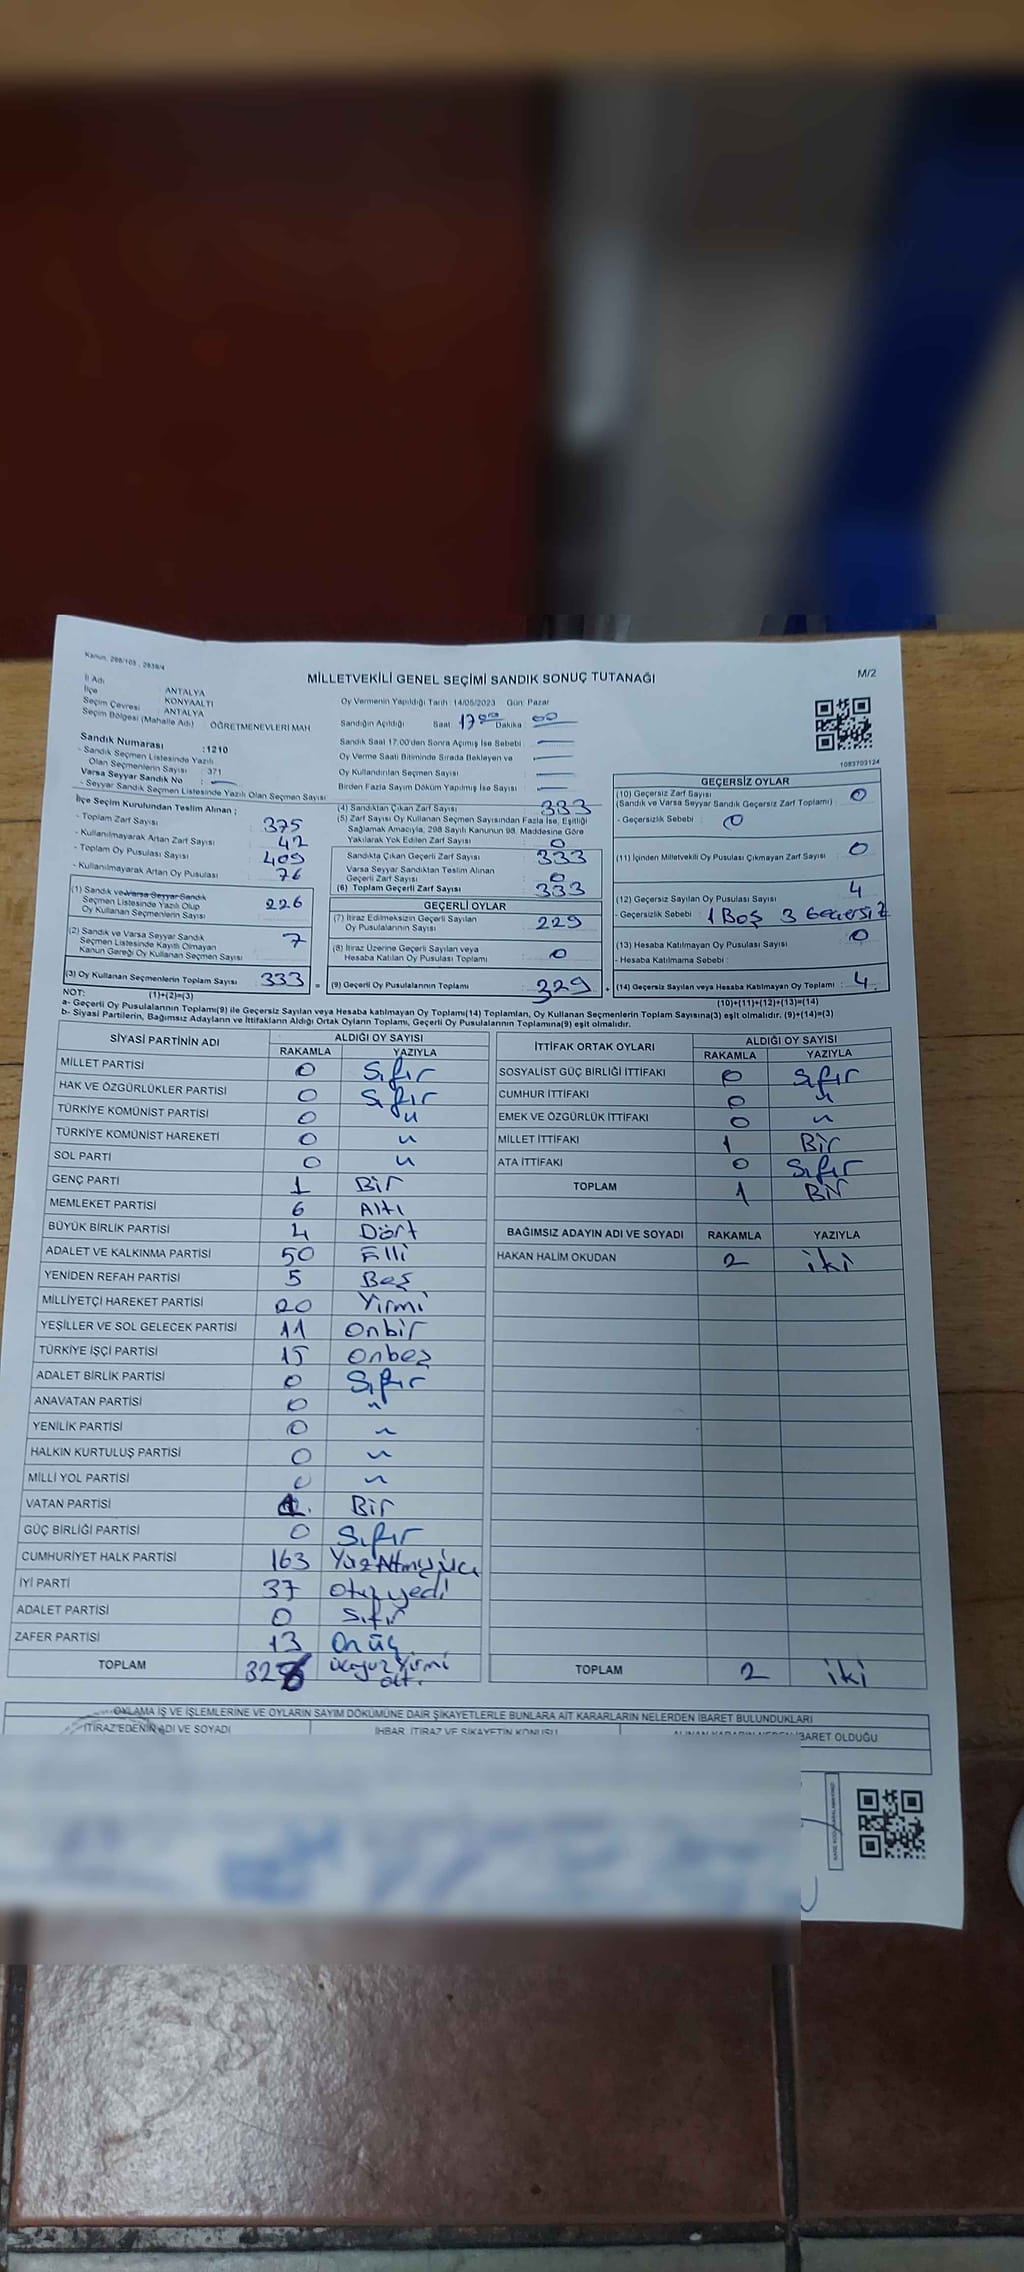 Kanun, 298/105 , 2839/4
MİLLETVEKİLİ GENEL SEÇİMİ SANDIK SONUÇ TUTANAĞI
M/2
İl Adı : ANTALYA
İlçe : KONYAALTI
Seçim Çevresi : ANTALYA
Seçim Bölgesi (Mahalle Adı) : ÖĞRETMENEVLERİ MAH
Sandık Numarası :1210
- Sandık Seçmen Listesinde Yazılı
Olan Seçmenlerin Sayısı : 371
Varsa Seyyar Sandık No : —
- Seyyar Sandık Seçmen Listesinde Yazılı Olan Seçmen Sayısı
Oy Vermenin Yapıldığı Tarih : 14/05/2023 Gün: Pazar
Sandığın Açıldığı Saat 17 00 Dakika 00
Sandık Saat 17.00'den Sonra Açılmış İse Sebebi : —
Oy Verme Saati Bitiminde Sırada Bekleyen ve : —
Oy Kullandırılan Seçmen Sayısı : —
Birden Fazla Sayım Döküm Yapılmış İse Sayısı : —
1083703124
İlçe Seçim Kurulundan Teslim Alınan ;
- Toplam Zarf Sayısı : 375
- Kullanılmayarak Artan Zarf Sayısı : 42
- Toplam Oy Pusulası Sayısı : 409
- Kullanılmayarak Artan Oy Pusulası : 76
(1) Sandık ve Varsa Seyyar Sandık
Seçmen Listesinde Yazılı Olup
Oy Kullanan Seçmenlerin Sayısı : 226
(2) Sandık ve Varsa Seyyar Sandık
Seçmen Listesinde Kayıtlı Olmayan
Kanun Gereği Oy Kullanan Seçmen Sayısı : 7
(3) Oy Kullanan Seçmenlerin Toplam Sayısı : 333
(4) Sandıktan Çıkan Zarf Sayısı : 333
(5) Zarf Sayısı Oy Kullanan Seçmen Sayısından Fazla İse, Eşitliği
Sağlamak Amacıyla, 298 Sayılı Kanunun 98. Maddesine Göre
Yakılarak Yok Edilen Zarf Sayısı : 0
Sandıkta Çıkan Geçerli Zarf Sayısı : 333
Varsa Seyyar Sandıktan Teslim Alınan
Geçerli Zarf Sayısı : 0
(6) Toplam Geçerli Zarf Sayısı : 333
GEÇERLİ OYLAR
(7) İtiraz Edilmeksizin Geçerli Sayılan
Oy Pusulalarının Sayısı : 229
(8) İtiraz Üzerine Geçerli Sayılan veya
Hesaba Katılan Oy Pusulası Toplamı : 0
= (9) Geçerli Oy Pusulalarının Toplamı : 329
GEÇERSİZ OYLAR
(10) Geçersiz Zarf Sayısı : 0
(Sandık ve Varsa Seyyar Sandık Geçersiz Zarf Toplamı)
- Geçersizlik Sebebi : 0
(11) İçinden Milletvekili Oy Pusulası Çıkmayan Zarf Sayısı : 0
(12) Geçersiz Sayılan Oy Pusulası Sayısı : 4
- Geçersizlik Sebebi : 1 Boş 3 Geçersiz
(13) Hesaba Katılmayan Oy Pusulası Sayısı : 0
- Hesaba Katılmama Sebebi :
+ (14) Geçersiz Sayılan veya Hesaba Katılmayan Oy Toplamı : 4
NOT: (1)+(2)=(3) (10)+(11)+(12)+(13)=(14)
a- Geçerli Oy Pusulalarının Toplamı(9) ile Geçersiz Sayılan veya Hesaba katılmayan Oy Toplamı(14) Toplamları, Oy Kullanan Seçmenlerin Toplam Sayısına(3) eşit olmalıdır. (9)+(14)=(3)
b- Siyasi Partilerin, Bağımsız Adayların ve İttifakların Aldığı Ortak Oyların Toplamı, Geçerli Oy Pusulalarının Toplamına(9) eşit olmalıdır.
SİYASİ PARTİNİN ADI ALDIĞI OY SAYISI
RAKAMLA YAZIYLA
MİLLET PARTİSİ 0 Sıfır
HAK VE ÖZGÜRLÜKLER PARTİSİ 0 Sıfır
TÜRKİYE KOMÜNİST PARTİSİ 0 "
TÜRKİYE KOMÜNİST HAREKETİ 0 "
SOL PARTİ 0 "
GENÇ PARTİ 1 Bir
MEMLEKET PARTİSİ 6 Altı
BÜYÜK BİRLİK PARTİSİ 4 Dört
ADALET VE KALKINMA PARTİSİ 50 Elli
YENİDEN REFAH PARTİSİ 5 Beş
MİLLİYETÇİ HAREKET PARTİSİ 20 Yirmi
YEŞİLLER VE SOL GELECEK PARTİSİ 11 Onbir
TÜRKİYE İŞÇİ PARTİSİ 15 Onbeş
ADALET BİRLİK PARTİSİ 0 Sıfır
ANAVATAN PARTİSİ 0 "
YENİLİK PARTİSİ 0 "
HALKIN KURTULUŞ PARTİSİ 0 "
MİLLİ YOL PARTİSİ 0 "
VATAN PARTİSİ 1. Bir
GÜÇ BİRLİĞİ PARTİSİ 0 Sıfır
CUMHURİYET HALK PARTİSİ 163 YüzAltmışüç
İYİ PARTİ 37 Otuzyedi
ADALET PARTİSİ 0 Sıfır
ZAFER PARTİSİ 13 Onüç
TOPLAM 326 üçyüzyirmi
altı
İTTİFAK ORTAK OYLARI ALDIĞI OY SAYISI
RAKAMLA YAZIYLA
SOSYALİST GÜÇ BİRLİĞİ İTTİFAKI 0 Sıfır
CUMHUR İTTİFAKI 0 "
EMEK VE ÖZGÜRLÜK İTTİFAKI 0 "
MİLLET İTTİFAKI 1 Bir
ATA İTTİFAKI 0 Sıfır
TOPLAM 1 Bir
BAĞIMSIZ ADAYIN ADI VE SOYADI RAKAMLA YAZIYLA
HAKAN HALİM OKUDAN 2 iki
TOPLAM 2 iki
OYLAMA İŞ VE İŞLEMLERİNE VE OYLARIN SAYIM DÖKÜMÜNE DAİR ŞİKAYETLERLE BUNLARA AİT KARARLARIN NELERDEN İBARET BULUNDUKLARI
İTİRAZ EDENİN ADI VE SOYADI İHBAR, İTİRAZ VE ŞİKAYETİN KONUSU ALINAN KARARIN NEDEN İBARET OLDUĞU